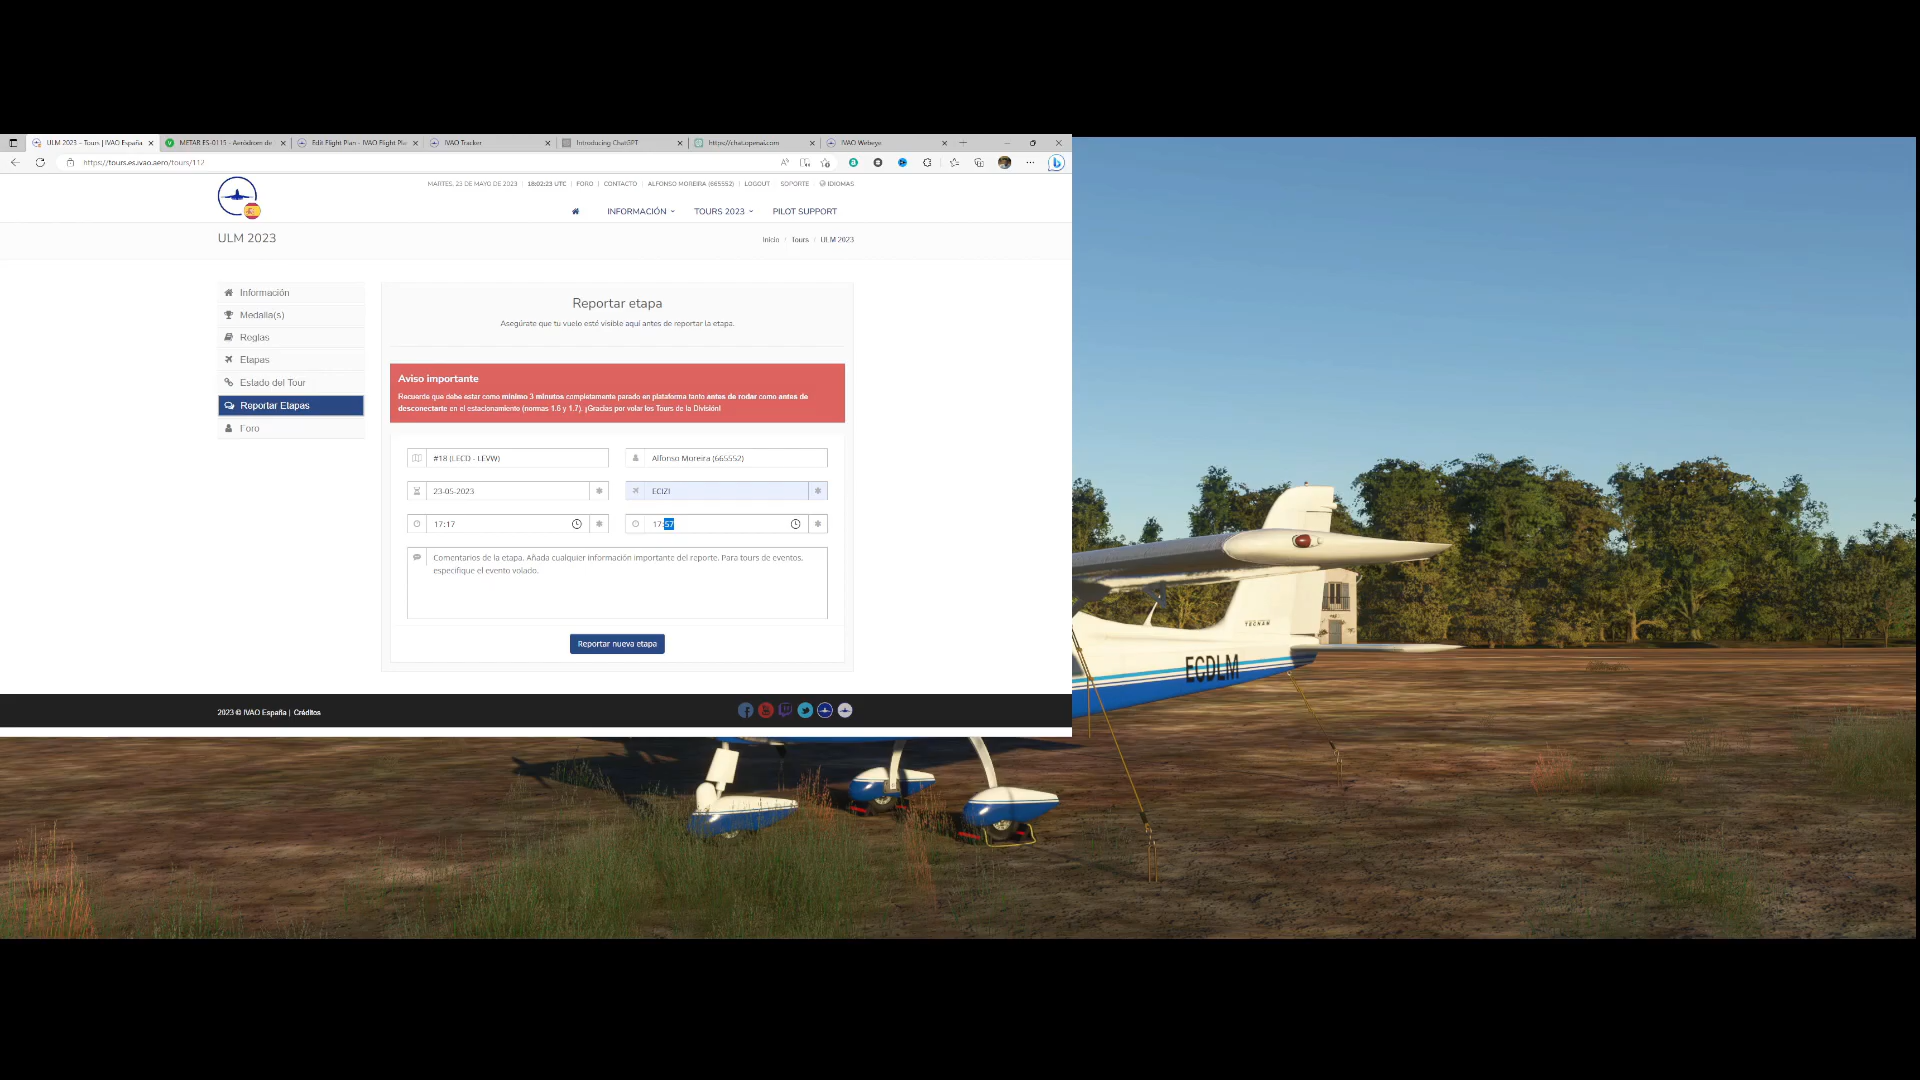 ULM 2023 – Tours | IVAO España
METAR ES-0115 - Aeródrom de
Edit Flight Plan - IVAO Flight Pla
IVAO Tracker
Introducing ChatGPT
https://chat.openai.com
IVAO Webeye
https://tours.es.ivao.aero/tours/112
MARTES, 23 DE MAYO DE 2023 | 18:02:23 UTC | FORO | CONTACTO | ALFONSO MOREIRA (665552) | LOGOUT SOPORTE IDIOMAS
INFORMACIÓN TOURS 2023 PILOT SUPPORT
ULM 2023
Inicio / Tours / ULM 2023
Información
Medalla(s)
Reglas
Etapas
Estado del Tour
Reportar Etapas
Foro
Reportar etapa
Asegúrate que tu vuelo esté visible aquí antes de reportar la etapa.
Aviso importante
Recuerde que debe estar como mínimo 3 minutos completamente parado en plataforma tanto antes de rodar como antes de
desconectarte en el estacionamiento (normas 1.6 y 1.7). ¡Gracias por volar los Tours de la División!
#18 (LECD - LEVW)
Alfonso Moreira (665552)
23-05-2023
ECIZI
17:17
17:57
Comentarios de la etapa. Añada cualquier información importante del reporte. Para tours de eventos,
especifique el evento volado.
Reportar nueva etapa
2023 © IVAO España | Créditos
TECNAM
ECDLM